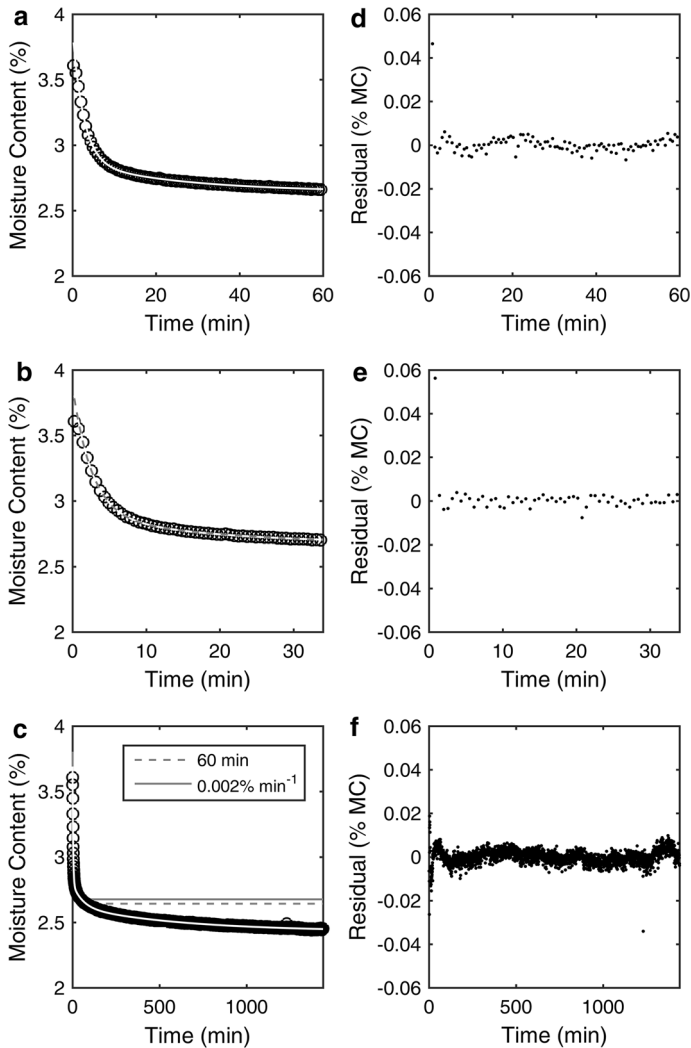 a
d
4
3.5
3
2.5
2
Moisture Content (%)
0 20 40 60
Time (min)
0.06
0.04
0.02
0
-0.02
-0.04
-0.06
Residual (% MC)
0 20 40 60
Time (min)
b
e
4
3.5
3
2.5
2
Moisture Content (%)
0 10 20 30
Time (min)
0.06
0.04
0.02
0
-0.02
-0.04
-0.06
Residual (% MC)
0 10 20 30
Time (min)
c
f
4
3.5
3
2.5
2
Moisture Content (%)
60 min
0.002% min⁻¹
0 500 1000
Time (min)
0.06
0.04
0.02
0
-0.02
-0.04
-0.06
Residual (% MC)
0 500 1000
Time (min)